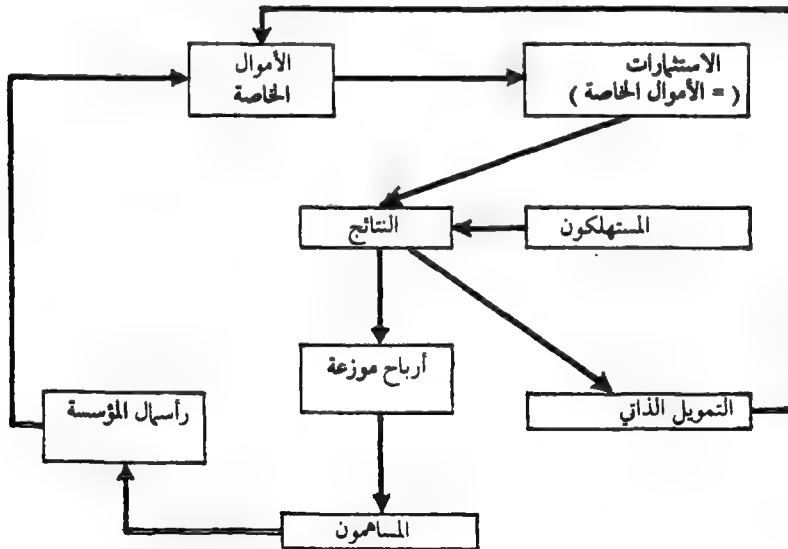 الأموال
الخاصة
الاستثمارات
( = الأموال الخاصة )
النتائج
المستهلكون
أرباح موزعة
رأسمال المؤسسة
التمويل الذاتي
المساهمون